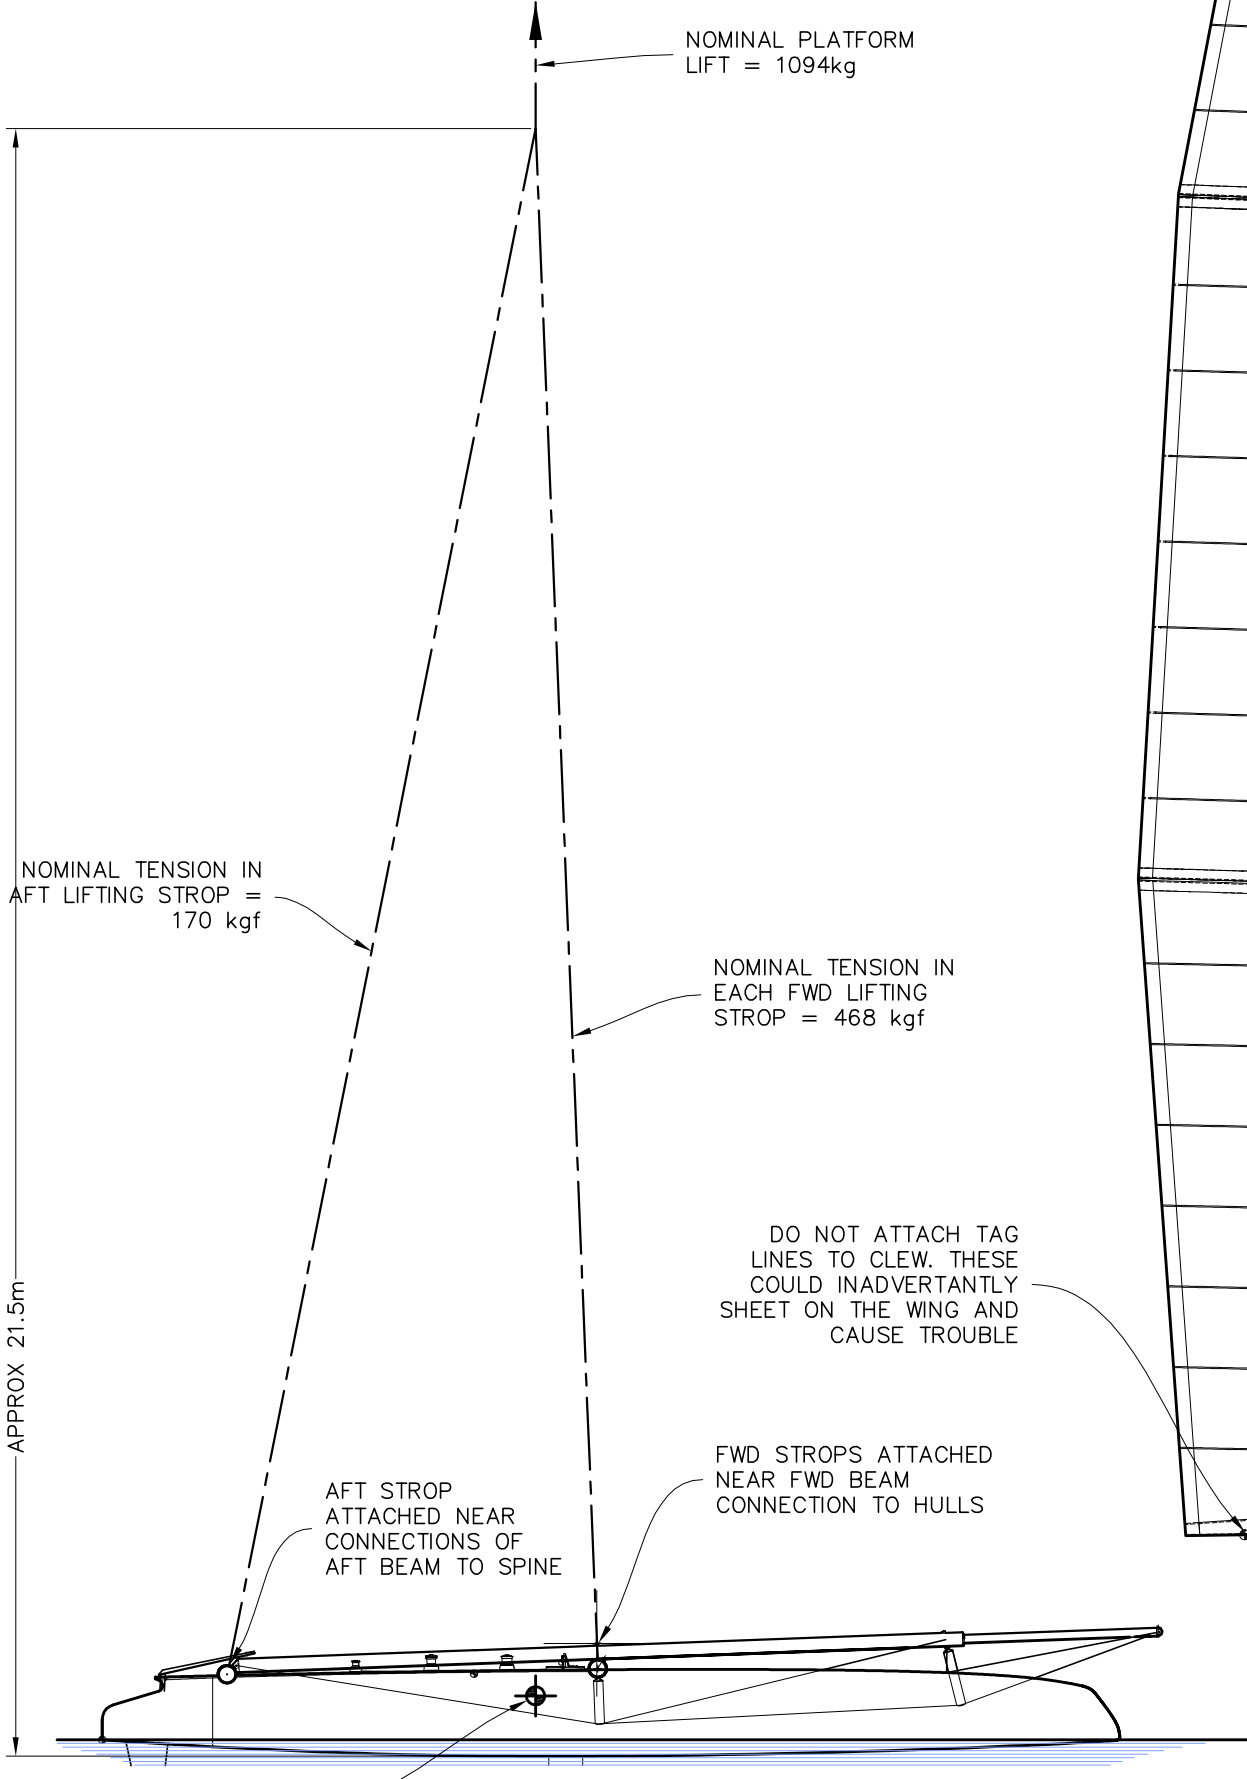 NOMINAL PLATFORM
LIFT = 1094kg
NOMINAL TENSION IN
AFT LIFTING STROP =
170 kgf
NOMINAL TENSION IN
EACH FWD LIFTING
STROP = 468 kgf
DO NOT ATTACH TAG
LINES TO CLEW. THESE
COULD INADVERTANTLY
SHEET ON THE WING AND
CAUSE TROUBLE
APPROX 21.5m
FWD STROPS ATTACHED
NEAR FWD BEAM
CONNECTION TO HULLS
AFT STROP
ATTACHED NEAR
CONNECTIONS OF
AFT BEAM TO SPINE